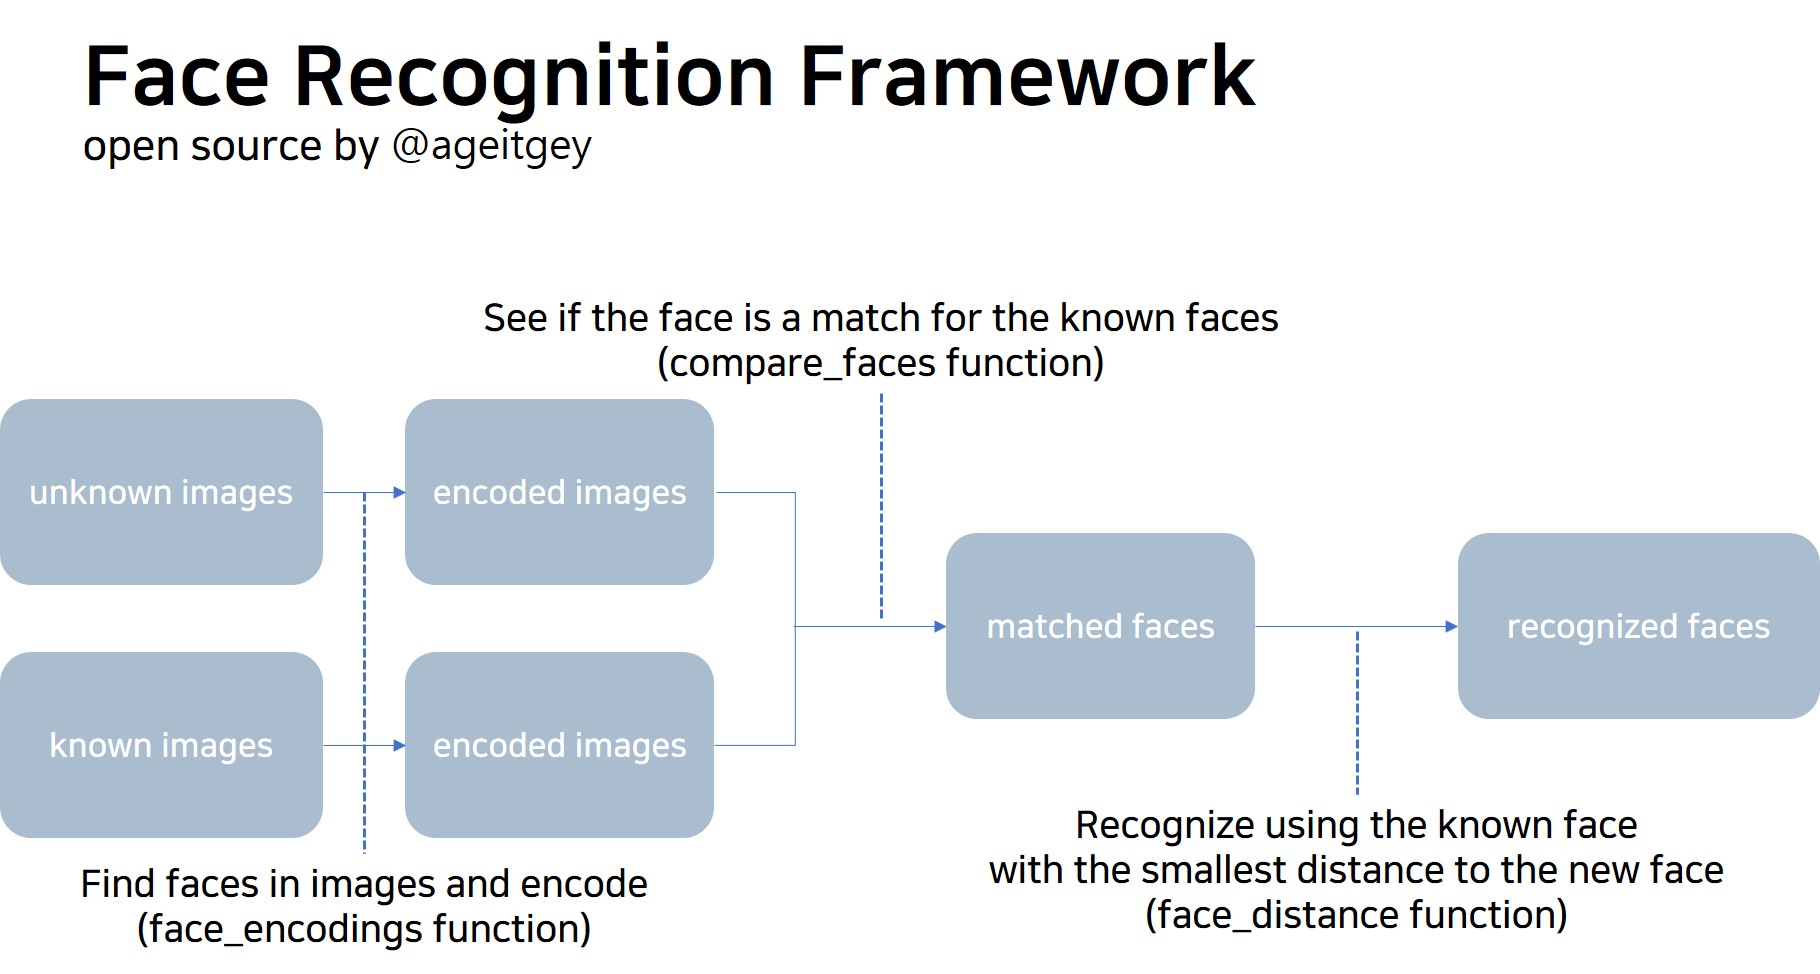 Face Recognition Framework
open source by @ageitgey
See if the face is a match for the known faces
(compare_faces function)
unknown images
encoded images
matched faces
recognized faces
known images
encoded images
Find faces in images and encode
(face_encodings function)
Recognize using the known face
with the smallest distance to the new face
(face_distance function)